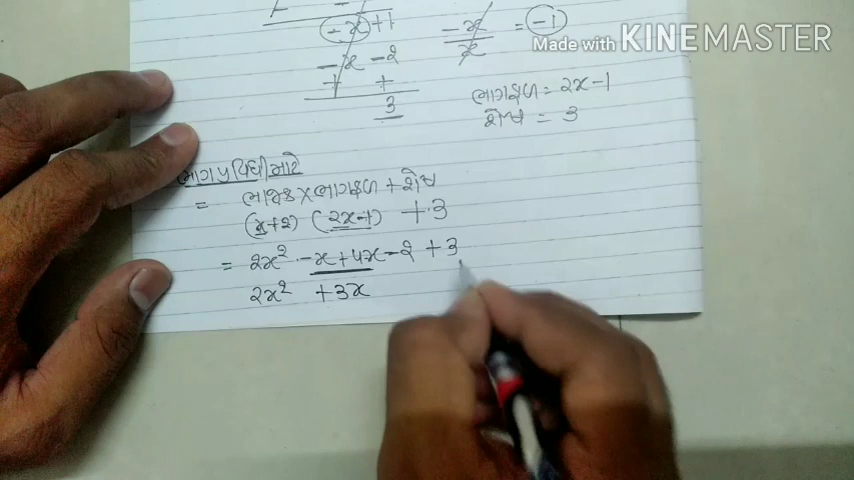 -x+1
-x-2
+ +
3
-x/x = -1
Made with KINEMASTER
ભાગફળ = 2x-1
શેષ = 3
ભાગ પ્રવિધી માટે
= ભાજક × ભાગફળ + શેષ
(x+2) (2x-1) +3
= 2x² -x+4x-2+3
2x² +3x